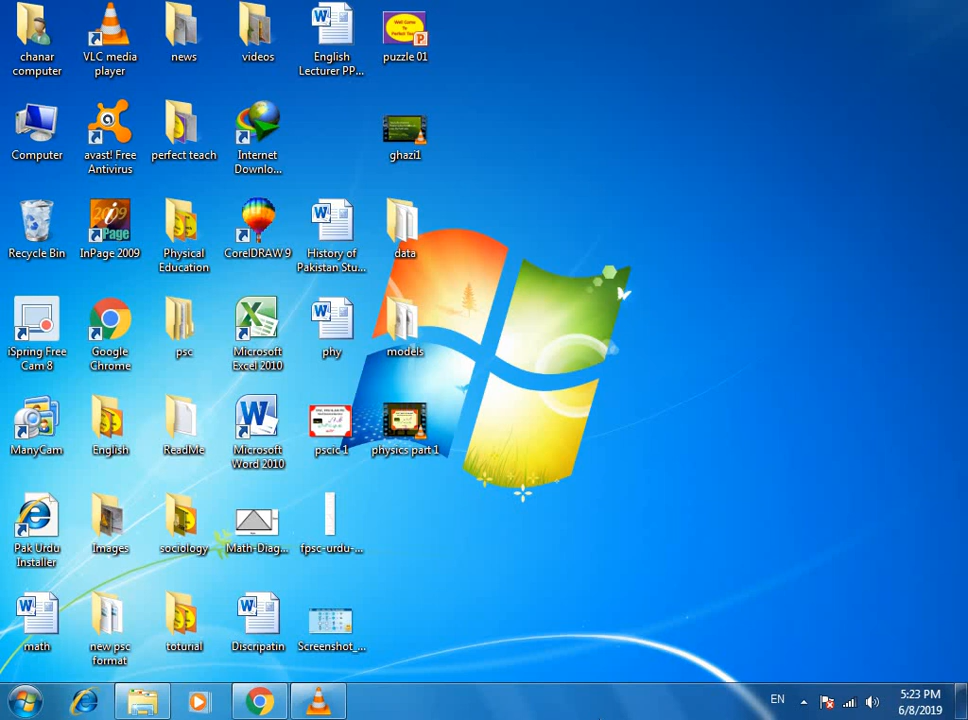 chanar
computer
VLC media
player
news
videos
English
Lecturer PP...
puzzle 01
Computer
avast! Free
Antivirus
perfect teach
Internet
Downlo...
ghazi1
Recycle Bin
InPage 2009
Physical
Education
CorelDRAW 9
History of
Pakistan Stu...
data
iSpring Free
Cam 8
Google
Chrome
psc
Microsoft
Excel 2010
phy
models
ManyCam
English
ReadMe
Microsoft
Word 2010
pscic 1
physics part 1
Pak Urdu
Installer
Images
sociology
Math-Diag...
fpsc-urdu-...
math
new psc
format
toturial
Discripatin
Screenshot_...
EN
5:23 PM
6/8/2019